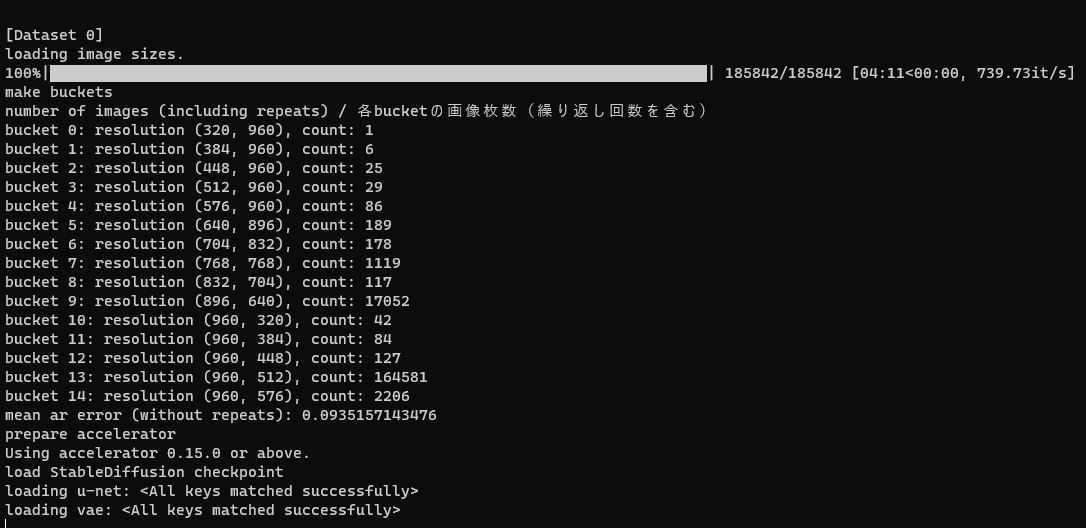 [Dataset 0]
loading image sizes.
100%| | 185842/185842 [04:11<00:00, 739.73it/s]
make buckets
number of images (including repeats) / 各bucketの画像枚数（繰り返し回数を含む）
bucket 0: resolution (320, 960), count: 1
bucket 1: resolution (384, 960), count: 6
bucket 2: resolution (448, 960), count: 25
bucket 3: resolution (512, 960), count: 29
bucket 4: resolution (576, 960), count: 86
bucket 5: resolution (640, 896), count: 189
bucket 6: resolution (704, 832), count: 178
bucket 7: resolution (768, 768), count: 1119
bucket 8: resolution (832, 704), count: 117
bucket 9: resolution (896, 640), count: 17052
bucket 10: resolution (960, 320), count: 42
bucket 11: resolution (960, 384), count: 84
bucket 12: resolution (960, 448), count: 127
bucket 13: resolution (960, 512), count: 164581
bucket 14: resolution (960, 576), count: 2206
mean ar error (without repeats): 0.0935157143476
prepare accelerator
Using accelerator 0.15.0 or above.
load StableDiffusion checkpoint
loading u-net: <All keys matched successfully>
loading vae: <All keys matched successfully>